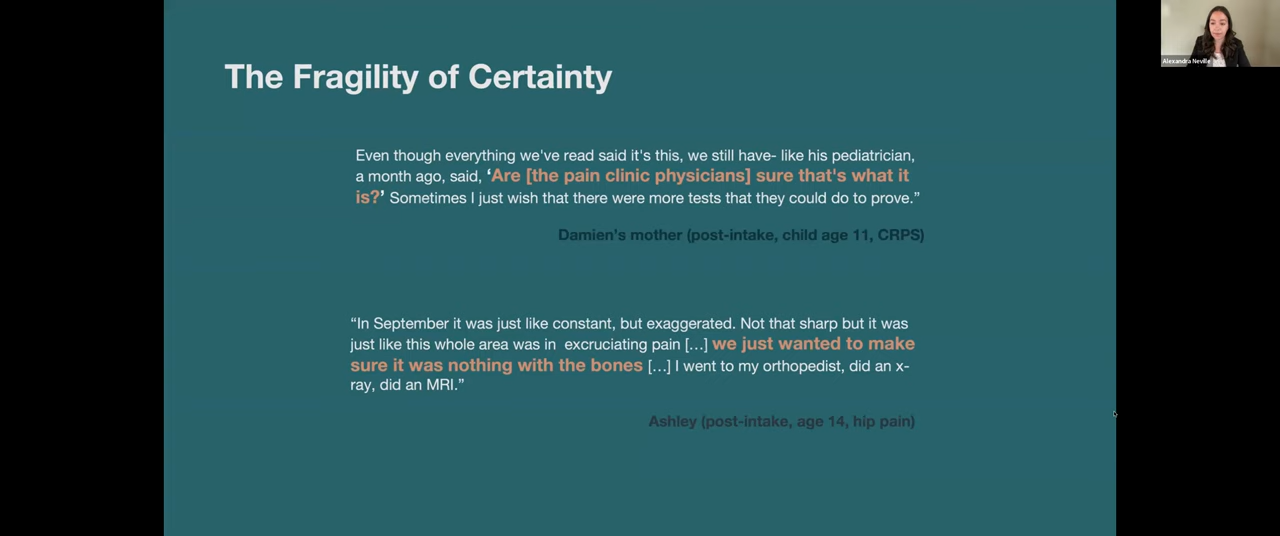 Alexandra Neville
The Fragility of Certainty
Even though everything we've read said it's this, we still have- like his pediatrician,
a month ago, said, ‘Are [the pain clinic physicians] sure that's what it
is?’ Sometimes I just wish that there were more tests that they could do to prove.”
Damien's mother (post-intake, child age 11, CRPS)
“In September it was just like constant, but exaggerated. Not that sharp but it was
just like this whole area was in excruciating pain [...] we just wanted to make
sure it was nothing with the bones [...] I went to my orthopedist, did an x-
ray, did an MRI.”
Ashley (post-intake, age 14, hip pain)